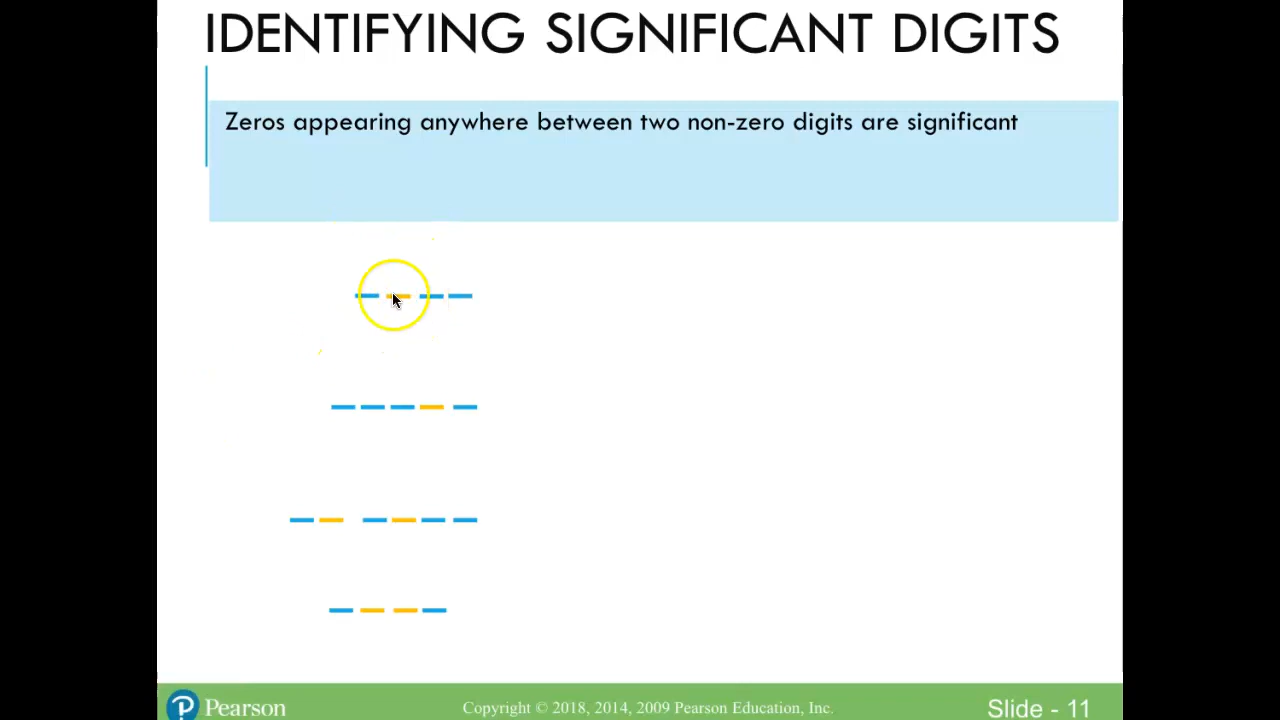 IDENTIFYING SIGNIFICANT DIGITS
Zeros appearing anywhere between two non-zero digits are significant
Pearson
Copyright © 2018, 2014, 2009 Pearson Education, Inc.
Slide - 11